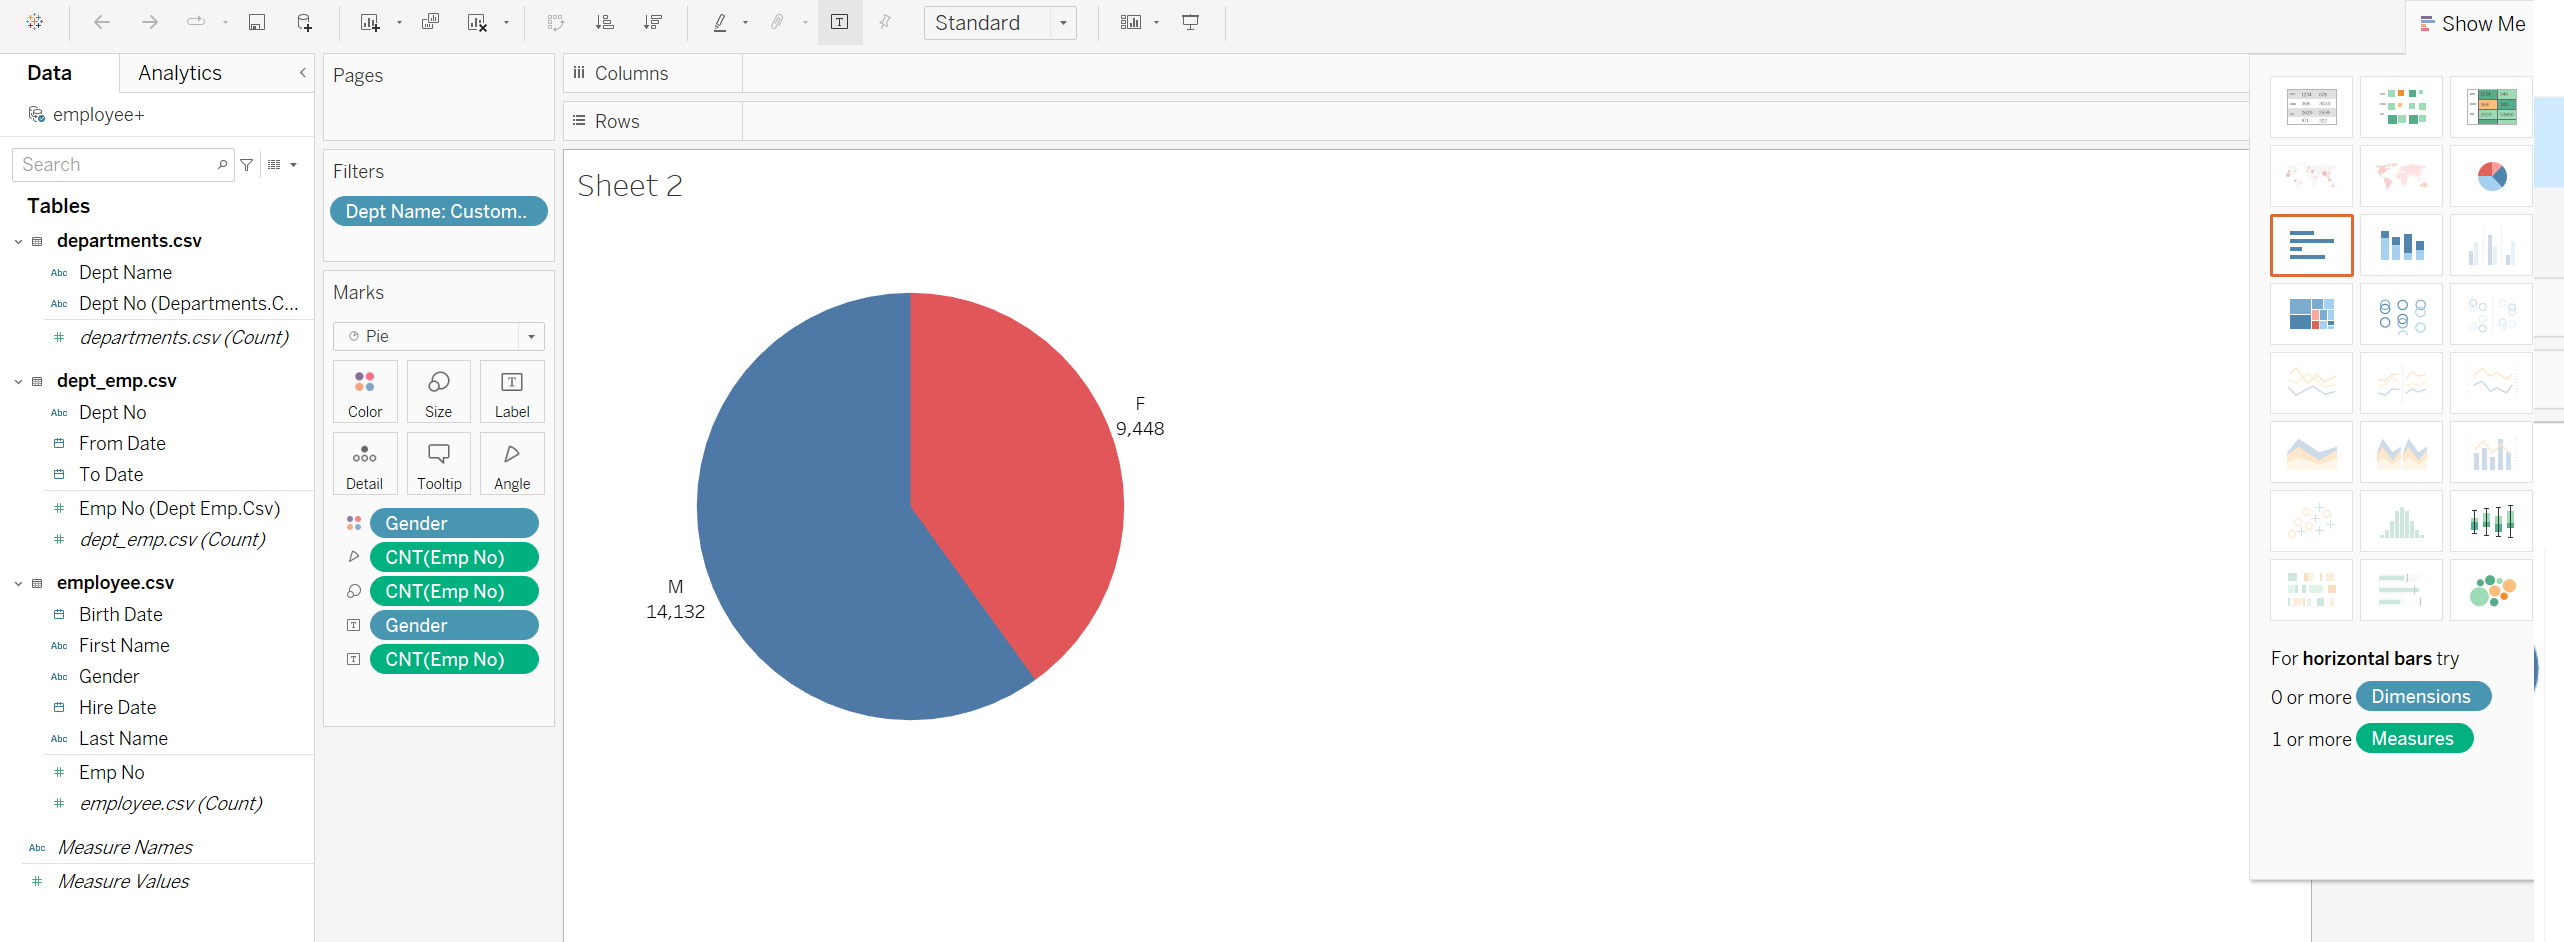 Standard
Show Me
Data
Analytics
employee+
Search
Tables
departments.csv
Abc Dept Name
Abc Dept No (Departments.C...
# departments.csv (Count)
dept_emp.csv
Abc Dept No
From Date
To Date
# Emp No (Dept Emp.Csv)
# dept_emp.csv (Count)
employee.csv
Birth Date
Abc First Name
Abc Gender
Hire Date
Abc Last Name
# Emp No
# employee.csv (Count)
Abc Measure Names
# Measure Values
Pages
Filters
Dept Name: Custom..
Marks
Pie
Color
Size
T Label
Detail
Tooltip
Angle
Gender
CNT(Emp No)
CNT(Emp No)
T Gender
T CNT(Emp No)
Columns
Rows
Sheet 2
F
9,448
M
14,132
For horizontal bars try
0 or more Dimensions
1 or more Measures